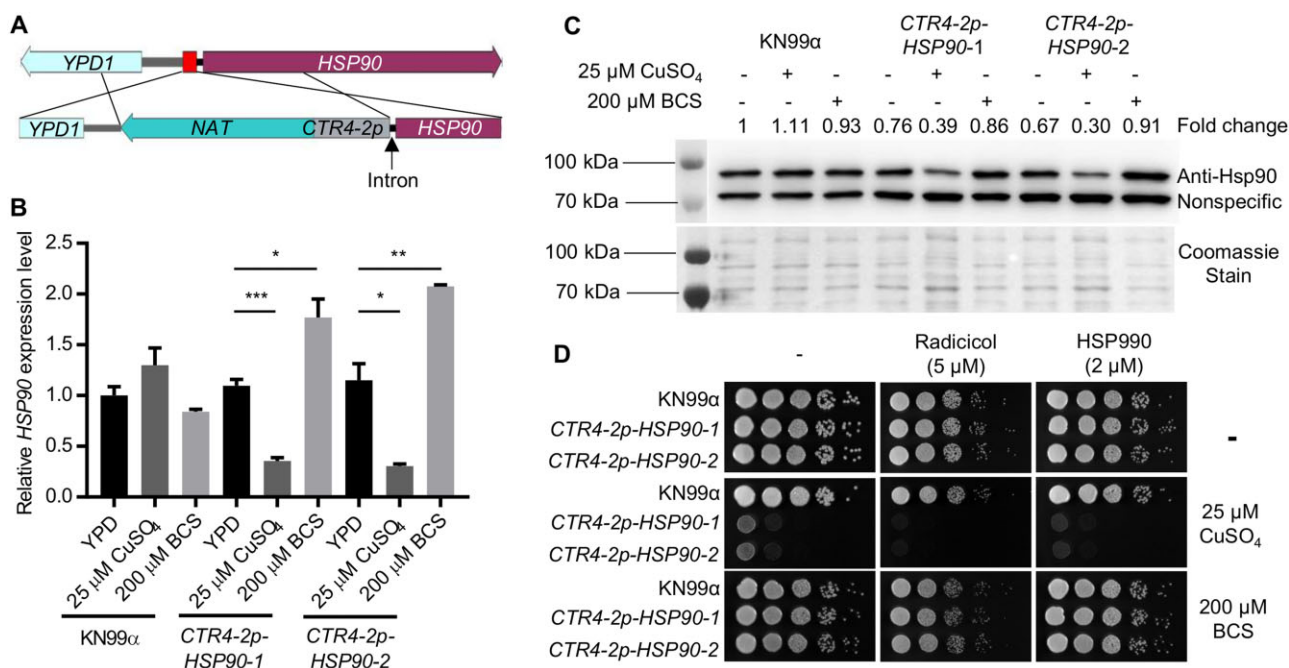 A
YPD1
HSP90
YPD1
NAT
CTR4-2p
HSP90
Intron
B
Relative HSP90 expression level
2.5
2.0
1.5
1.0
0.5
0.0
*
***
**
*
YPD
25 µM CuSO4
200 µM BCS
YPD
25 µM CuSO4
200 µM BCS
YPD
25 µM CuSO4
200 µM BCS
KN99α
CTR4-2p-
HSP90-1
CTR4-2p-
HSP90-2
C
KN99α
CTR4-2p-
HSP90-1
CTR4-2p-
HSP90-2
25 µM CuSO4 - + - - + - - + -
200 µM BCS - - + - - + - - +
1 1.11 0.93 0.76 0.39 0.86 0.67 0.30 0.91 Fold change
100 kDa
70 kDa
Anti-Hsp90
Nonspecific
100 kDa
70 kDa
Coomassie
Stain
D
-
Radicicol
(5 µM)
HSP990
(2 µM)
KN99α
CTR4-2p-HSP90-1
CTR4-2p-HSP90-2
-
KN99α
CTR4-2p-HSP90-1
CTR4-2p-HSP90-2
25 µM
CuSO4
KN99α
CTR4-2p-HSP90-1
CTR4-2p-HSP90-2
200 µM
BCS